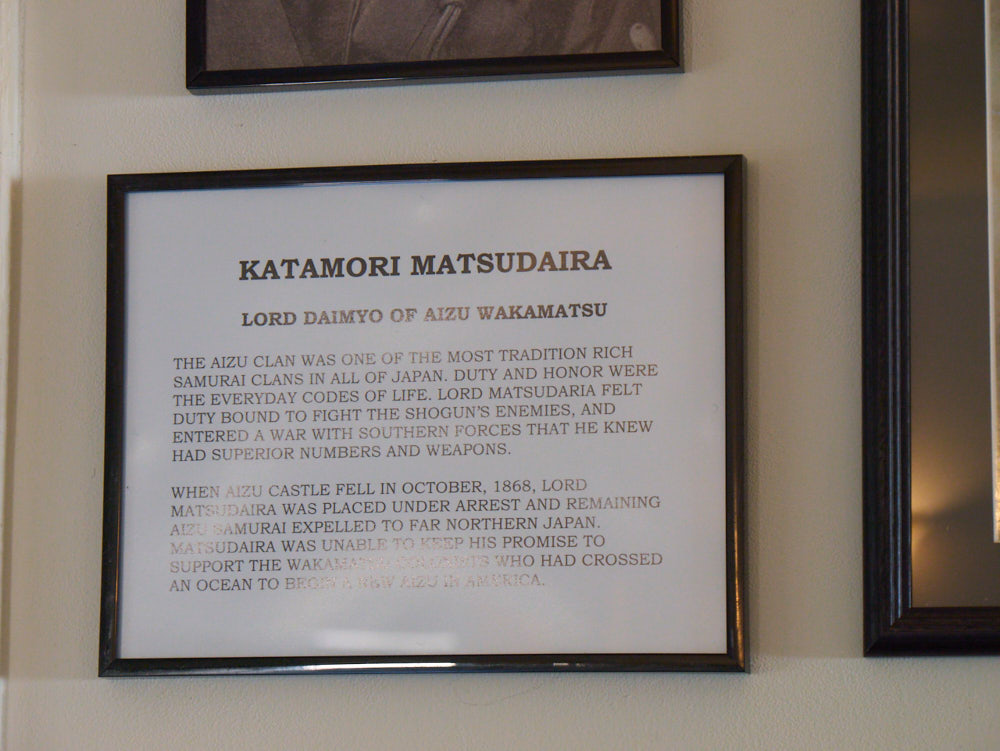 KATAMORI MATSUDAIRA
LORD DAIMYO OF AIZU WAKAMATSU
THE AIZU CLAN WAS ONE OF THE MOST TRADITION RICH
SAMURAI CLANS IN ALL OF JAPAN. DUTY AND HONOR WERE
THE EVERYDAY CODES OF LIFE. LORD MATSUDARIA FELT
DUTY BOUND TO FIGHT THE SHOGUN'S ENEMIES, AND
ENTERED A WAR WITH SOUTHERN FORCES THAT HE KNEW
HAD SUPERIOR NUMBERS AND WEAPONS.
WHEN AIZU CASTLE FELL IN OCTOBER, 1868, LORD
MATSUDAIRA WAS PLACED UNDER ARREST AND REMAINING
AIZU SAMURAI EXPELLED TO FAR NORTHERN JAPAN.
MATSUDAIRA WAS UNABLE TO KEEP HIS PROMISE TO
SUPPORT THE WAKAMATSU COLONISTS WHO HAD CROSSED
AN OCEAN TO BEGIN A NEW AIZU IN AMERICA.